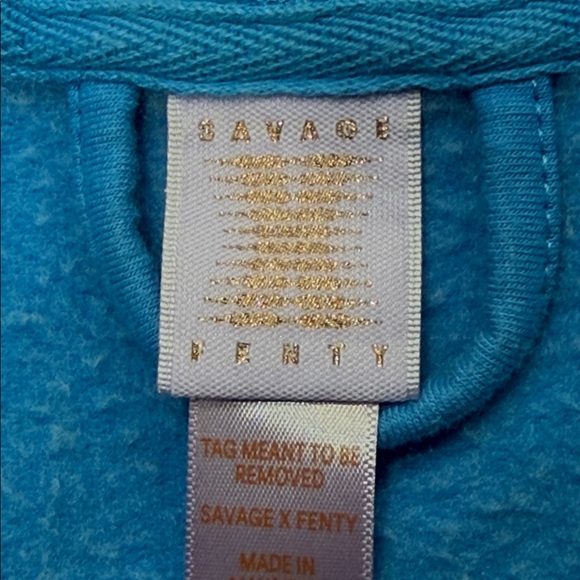 SAVAGE
FENTY
TAG MEANT TO BE
REMOVED
SAVAGE X FENTY
MADE IN